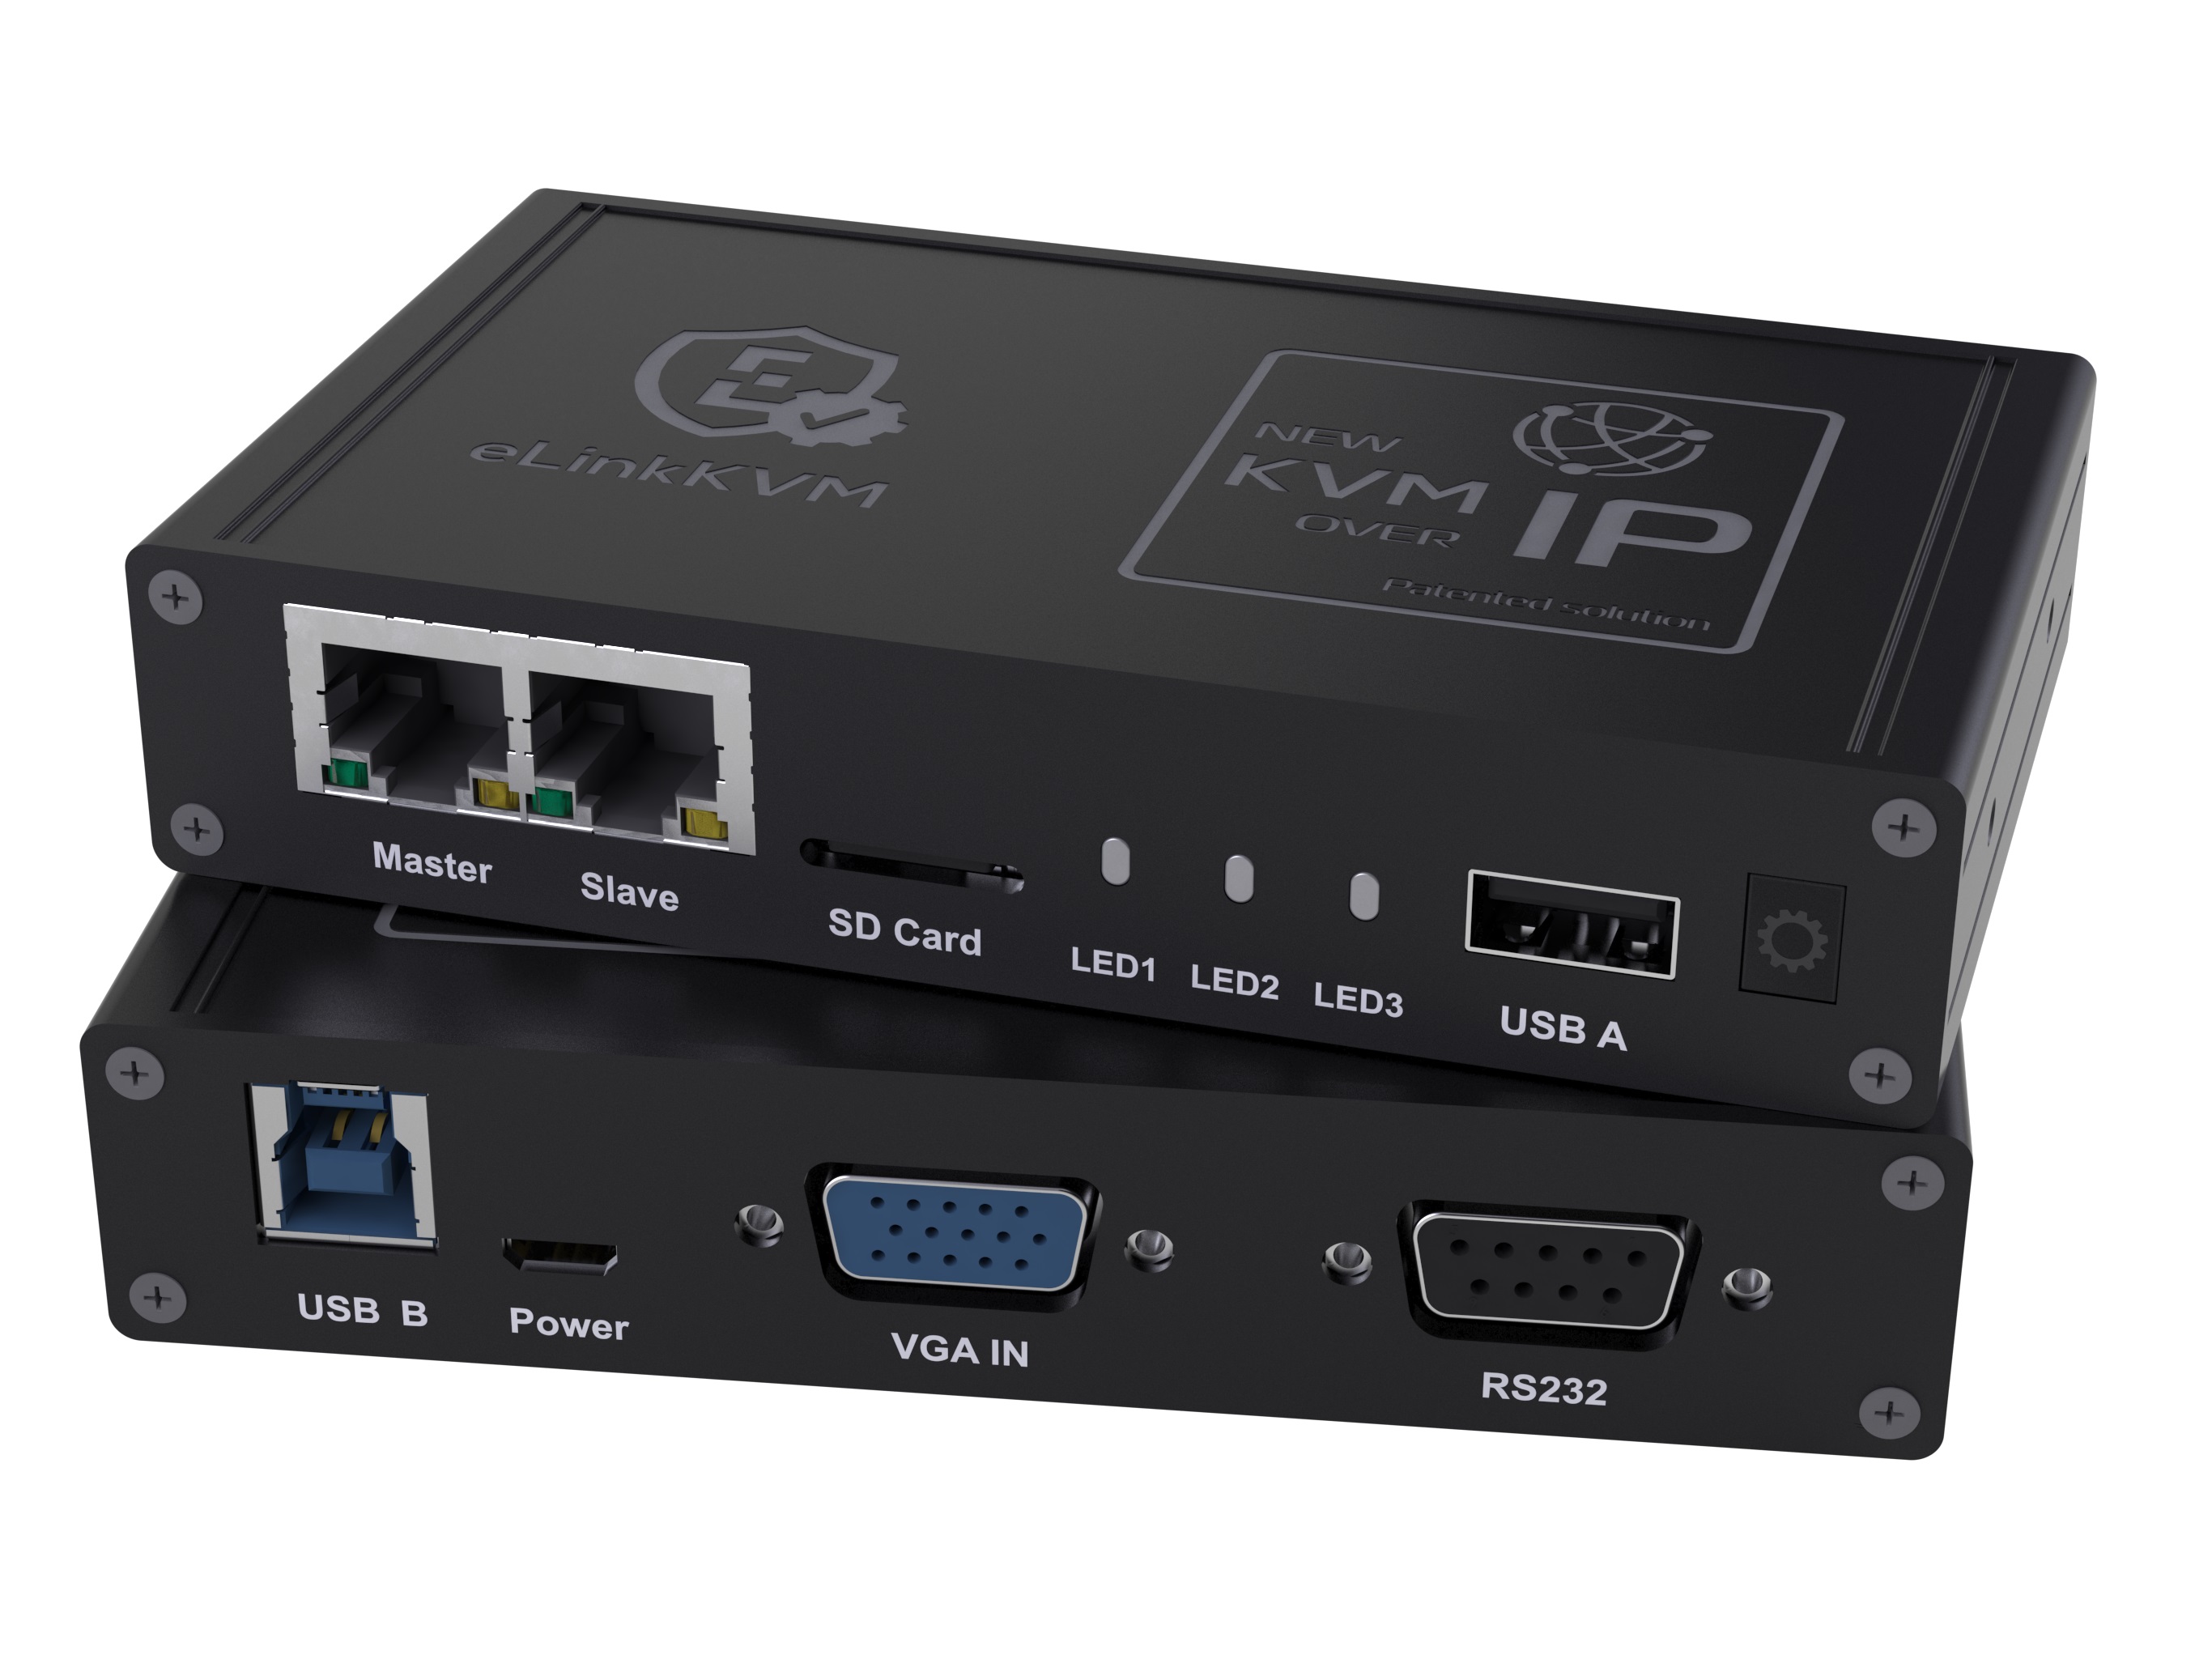 eLinkKVM
NEW
KVM
OVER
IP
Patented solution
Master
Slave
SD Card
LED1
LED2
LED3
USB A
USB B
Power
VGA IN
RS232